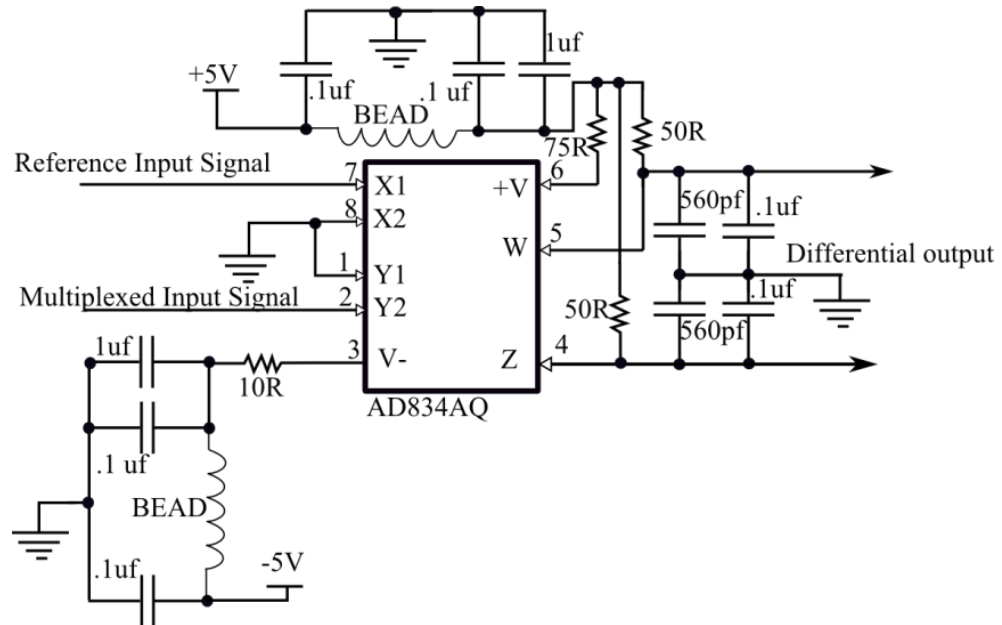 1uf
+5V
.1uf
.1 uf
BEAD
75R
50R
Reference Input Signal
7
X1
+V
6
8
X2
560pf
.1uf
W
5
Differential output
1
Y1
Multiplexed Input Signal
2
Y2
50R
560pf
.1uf
1uf
3
V-
Z
4
10R
AD834AQ
.1 uf
BEAD
.1uf
-5V